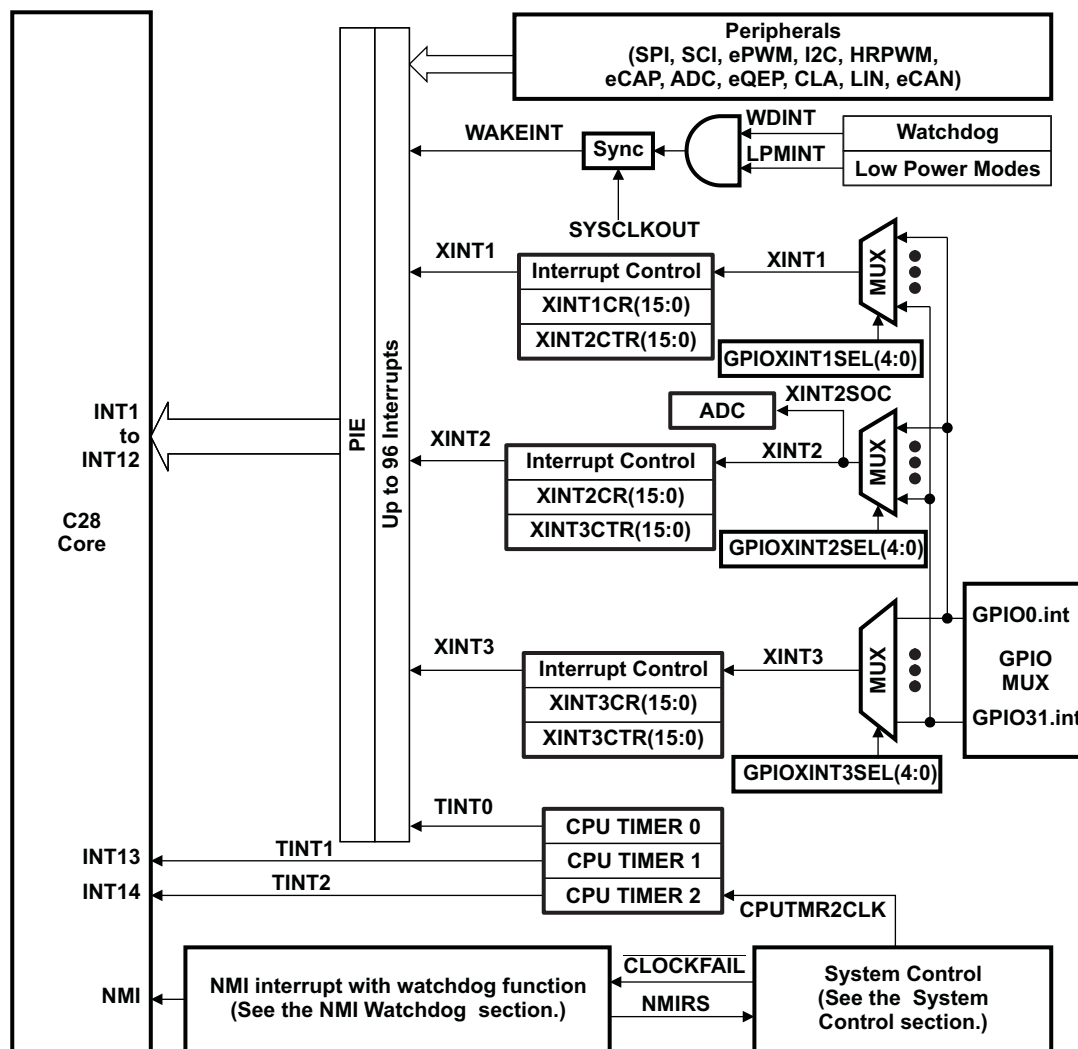 Peripherals
(SPI, SCI, ePWM, I2C, HRPWM,
eCAP, ADC, eQEP, CLA, LIN, eCAN)
WAKEINT
Sync
WDINT
LPMINT
Watchdog
Low Power Modes
SYSCLKOUT
XINT1
Interrupt Control
XINT1CR(15:0)
XINT2CTR(15:0)
XINT1
MUX
GPIOXINT1SEL(4:0)
ADC
XINT2SOC
XINT2
Interrupt Control
XINT2CR(15:0)
XINT3CTR(15:0)
XINT2
MUX
GPIOXINT2SEL(4:0)
INT1
to
INT12
C28
Core
PIE
Up to 96 Interrupts
XINT3
Interrupt Control
XINT3CR(15:0)
XINT3CTR(15:0)
XINT3
MUX
GPIOXINT3SEL(4:0)
GPIO0.int
GPIO
MUX
GPIO31.int
TINT0
CPU TIMER 0
INT13
TINT1
CPU TIMER 1
INT14
TINT2
CPU TIMER 2
CPUTMR2CLK
NMI
NMI interrupt with watchdog function
(See the NMI Watchdog section.)
CLOCKFAIL
NMIRS
System Control
(See the System
Control section.)